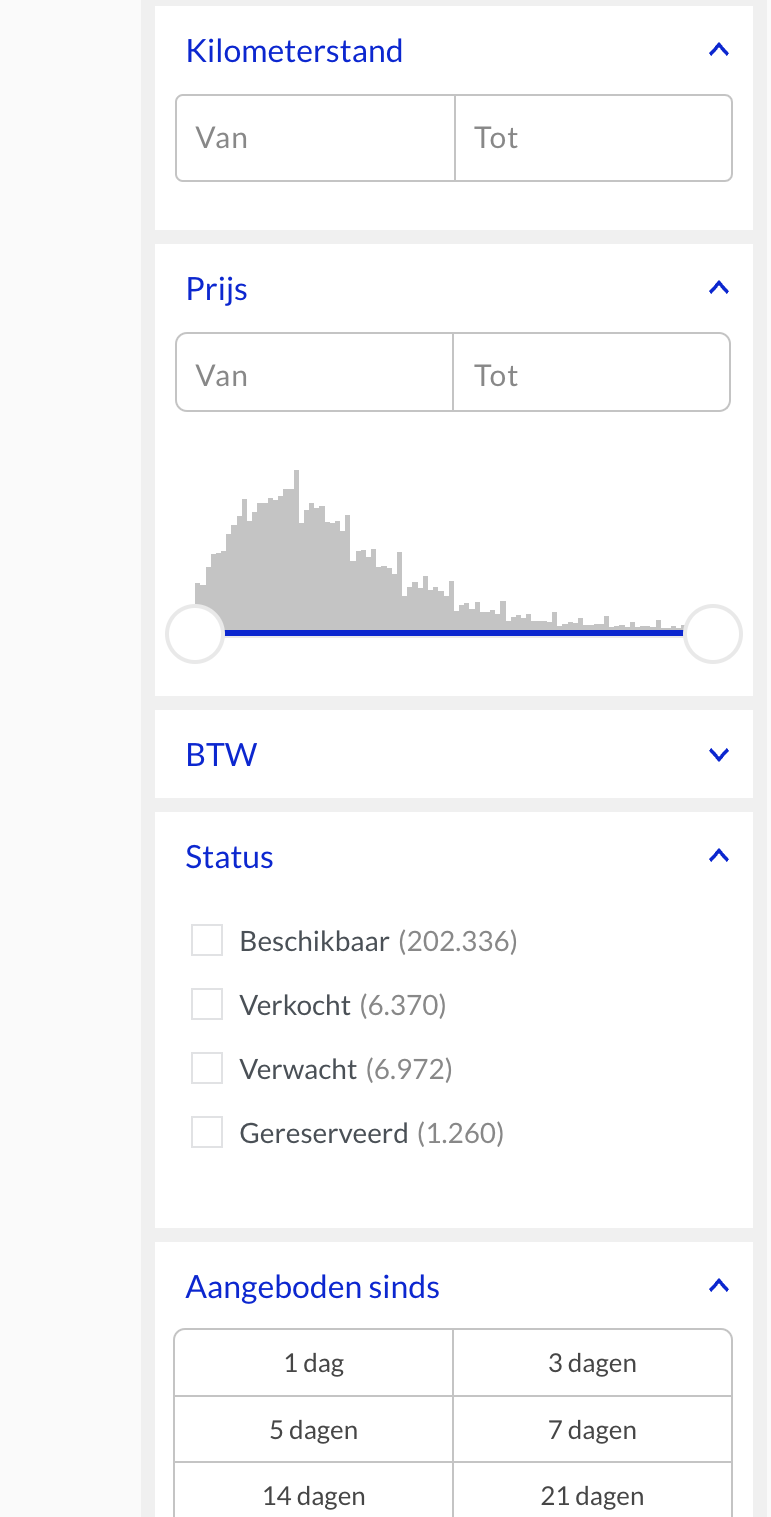 Kilometerstand
Van Tot
Prijs
Van Tot
BTW
Status
Beschikbaar (202.336)
Verkocht (6.370)
Verwacht (6.972)
Gereserveerd (1.260)
Aangeboden sinds
1 dag 3 dagen
5 dagen 7 dagen
14 dagen 21 dagen